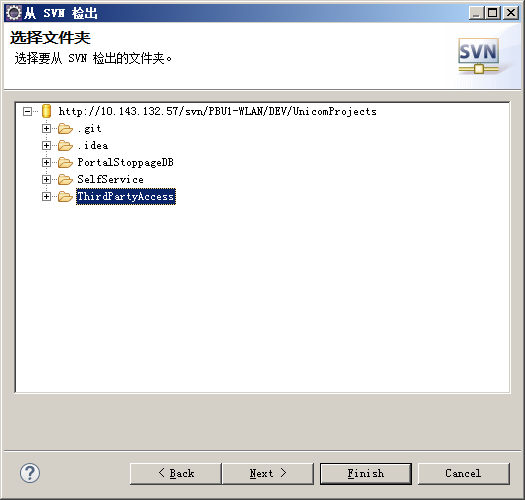 从 SVN 检出
选择文件夹
选择要从 SVN 检出的文件夹。
SVN
http://10.143.132.57/svn/PBU1-WLAN/DEV/UnicomProjects
.git
.idea
PortalStoppageDB
SelfService
ThirdPartyAccess
?
< Back
Next >
Finish
Cancel